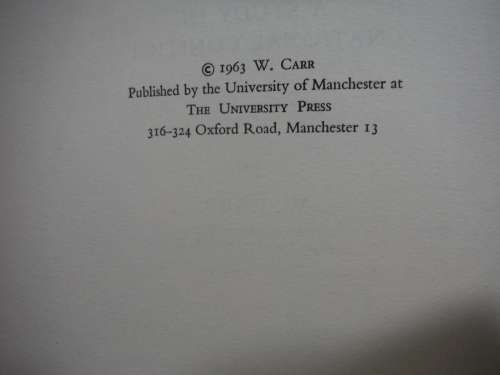 © 1963 W. Carr
Published by the University of Manchester at
The University Press
316-324 Oxford Road, Manchester 13